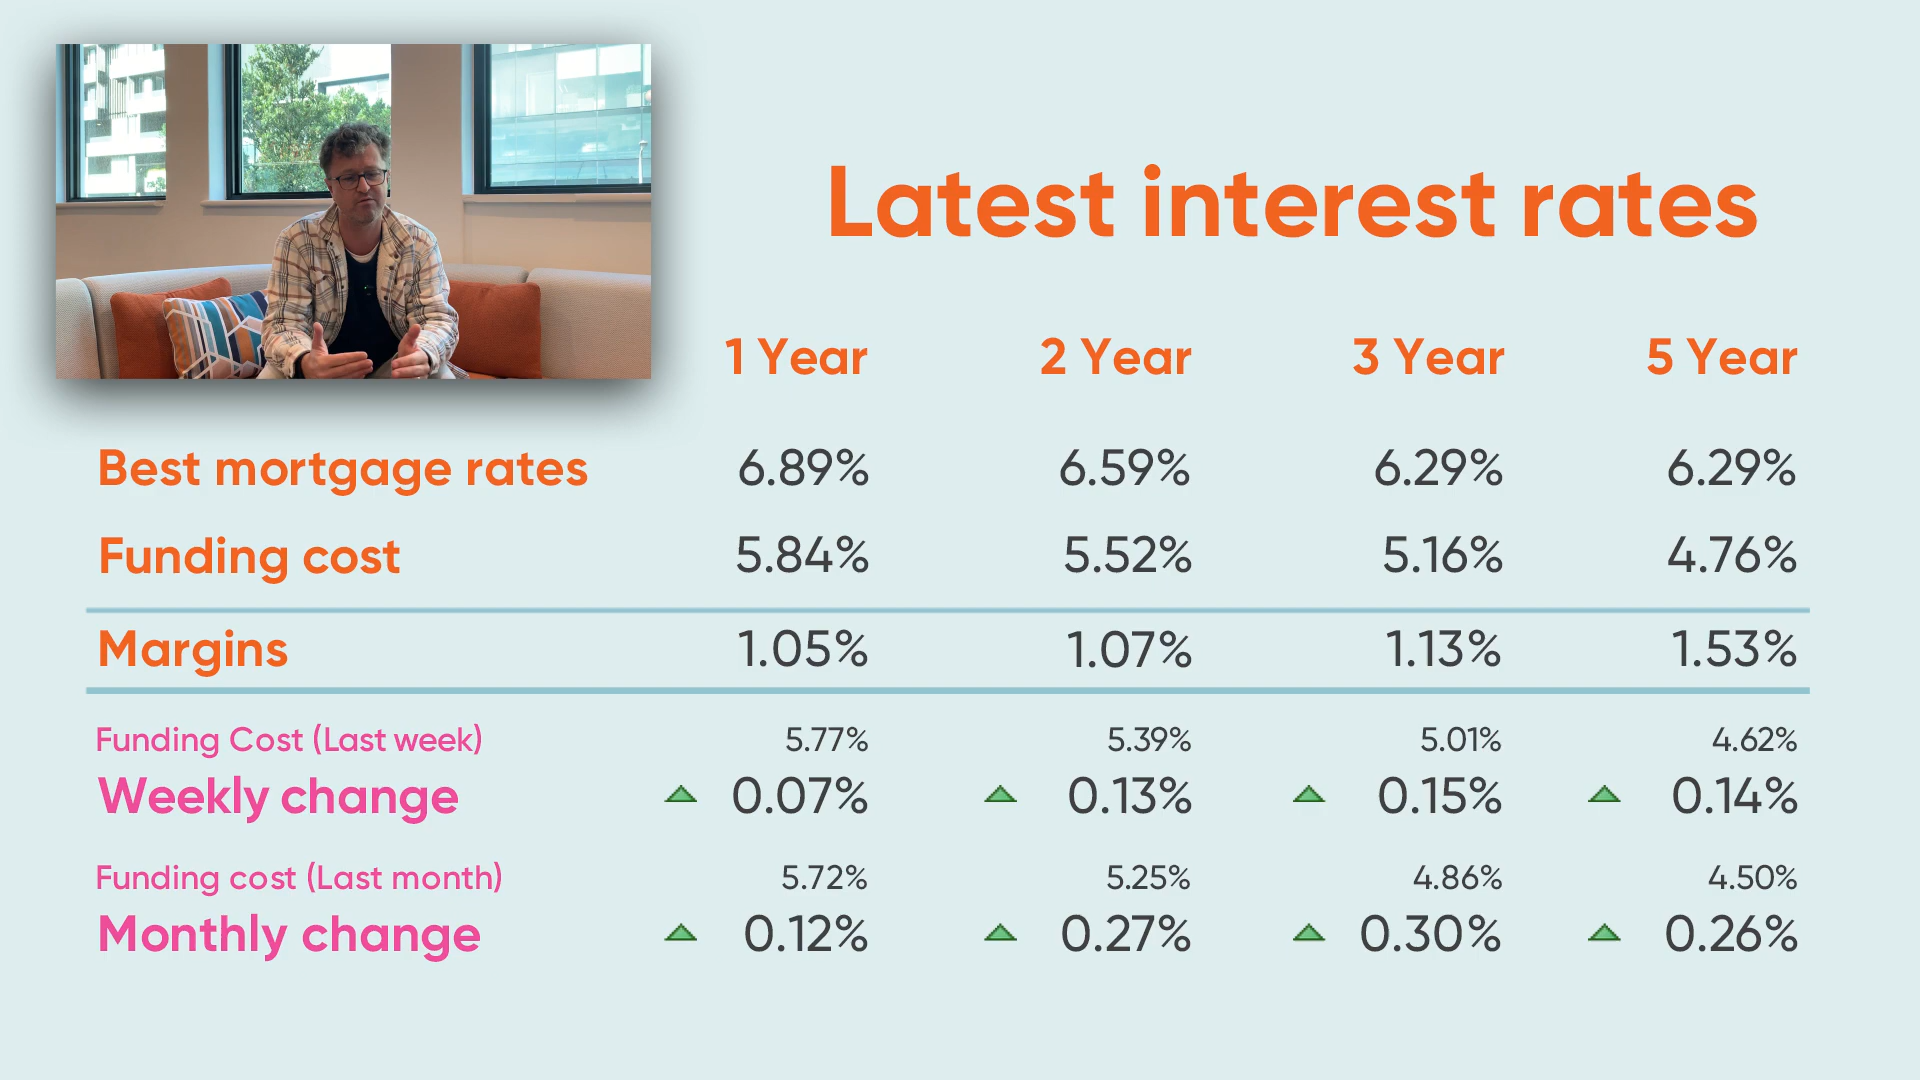 Latest interest rates
1 Year 2 Year 3 Year 5 Year
Best mortgage rates 6.89% 6.59% 6.29% 6.29%
Funding cost 5.84% 5.52% 5.16% 4.76%
Margins 1.05% 1.07% 1.13% 1.53%
Funding Cost (Last week) 5.77% 5.39% 5.01% 4.62%
Weekly change 0.07% 0.13% 0.15% 0.14%
Funding cost (Last month) 5.72% 5.25% 4.86% 4.50%
Monthly change 0.12% 0.27% 0.30% 0.26%